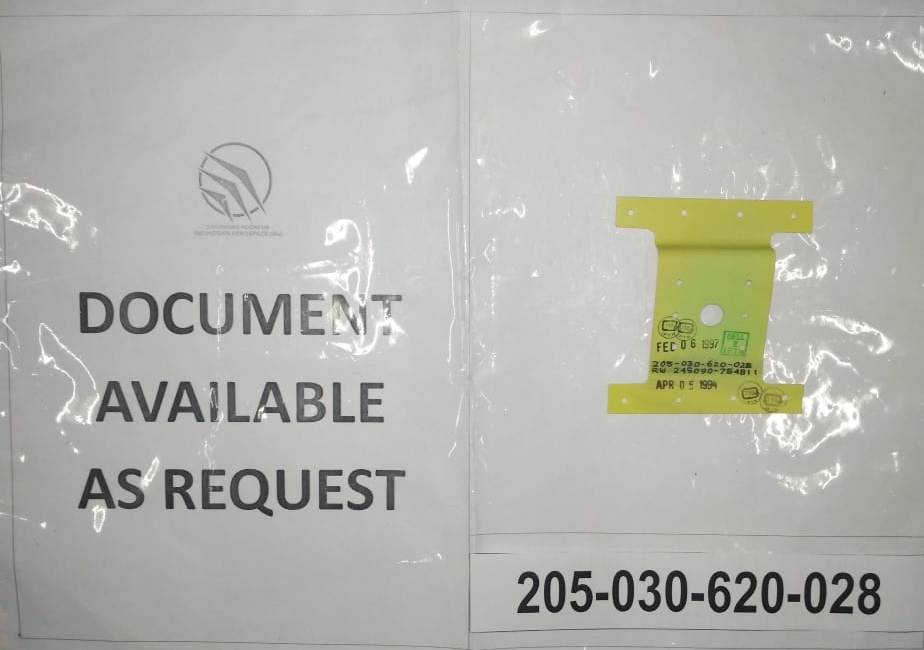 DOCUMENT
AVAILABLE
AS REQUEST
FEC 0 6 1997
205-030-620-028
APR 0 5 1994
205-030-620-028